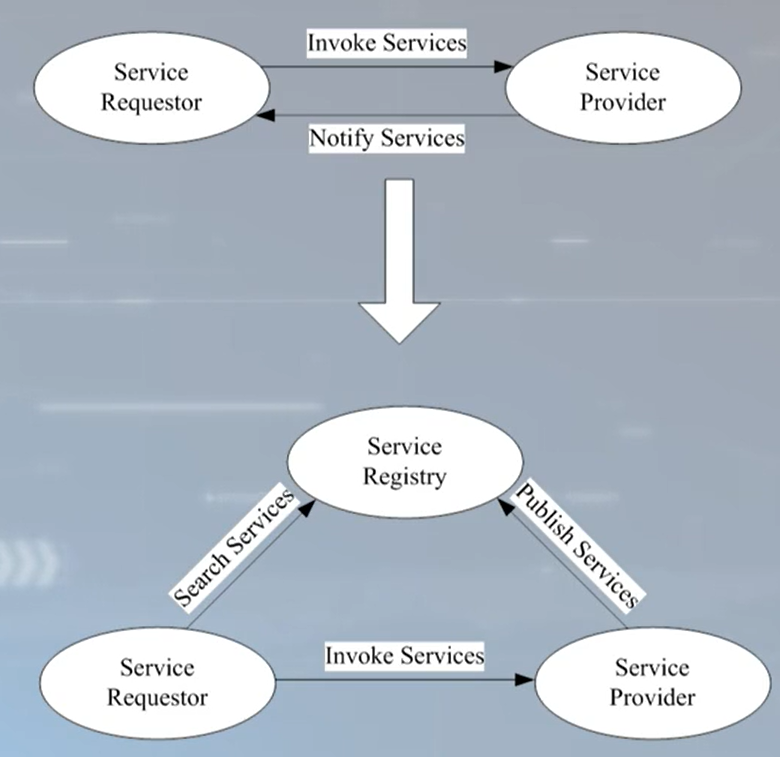 Invoke Services
Service
Requestor
Service
Provider
Notify Services
Service
Registry
Search Services
Publish Services
Invoke Services
Service
Requestor
Service
Provider